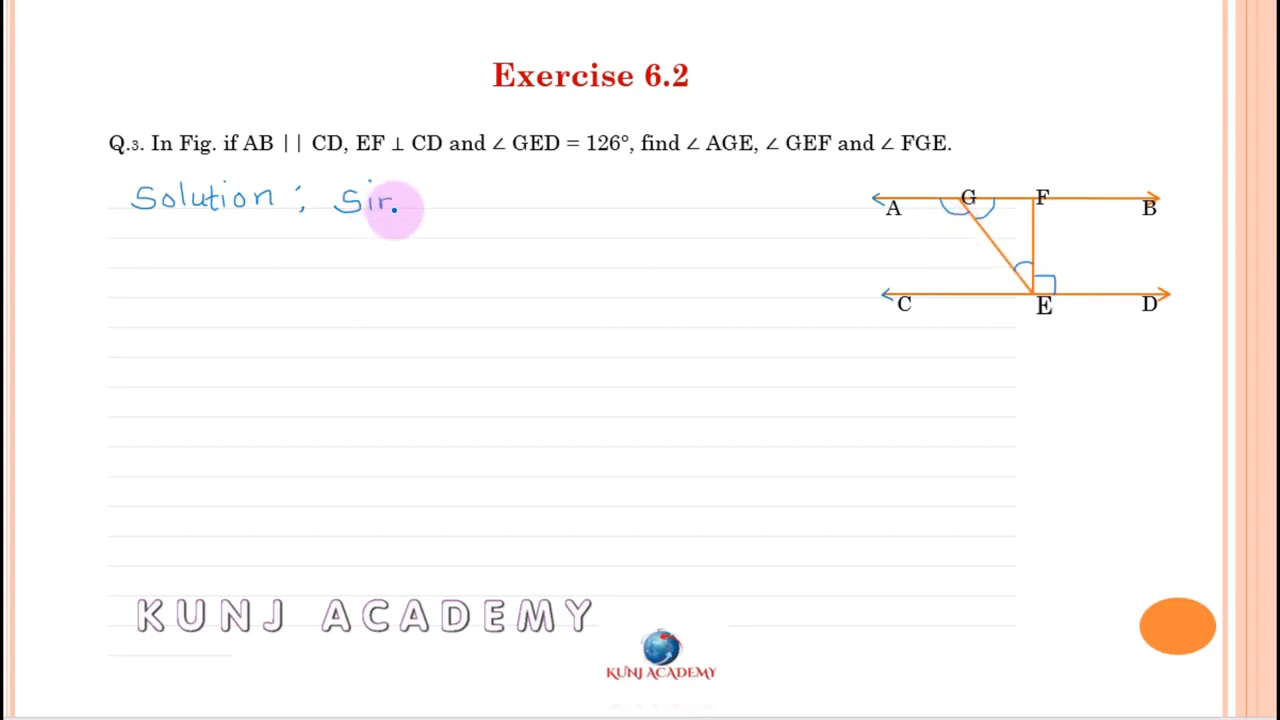 Exercise 6.2
Q.3. In Fig. if AB || CD, EF ⊥ CD and ∠ GED = 126°, find ∠ AGE, ∠ GEF and ∠ FGE.
Solution : Sir
G F
A B
C E D
KUNJ ACADEMY
KUNJ ACADEMY